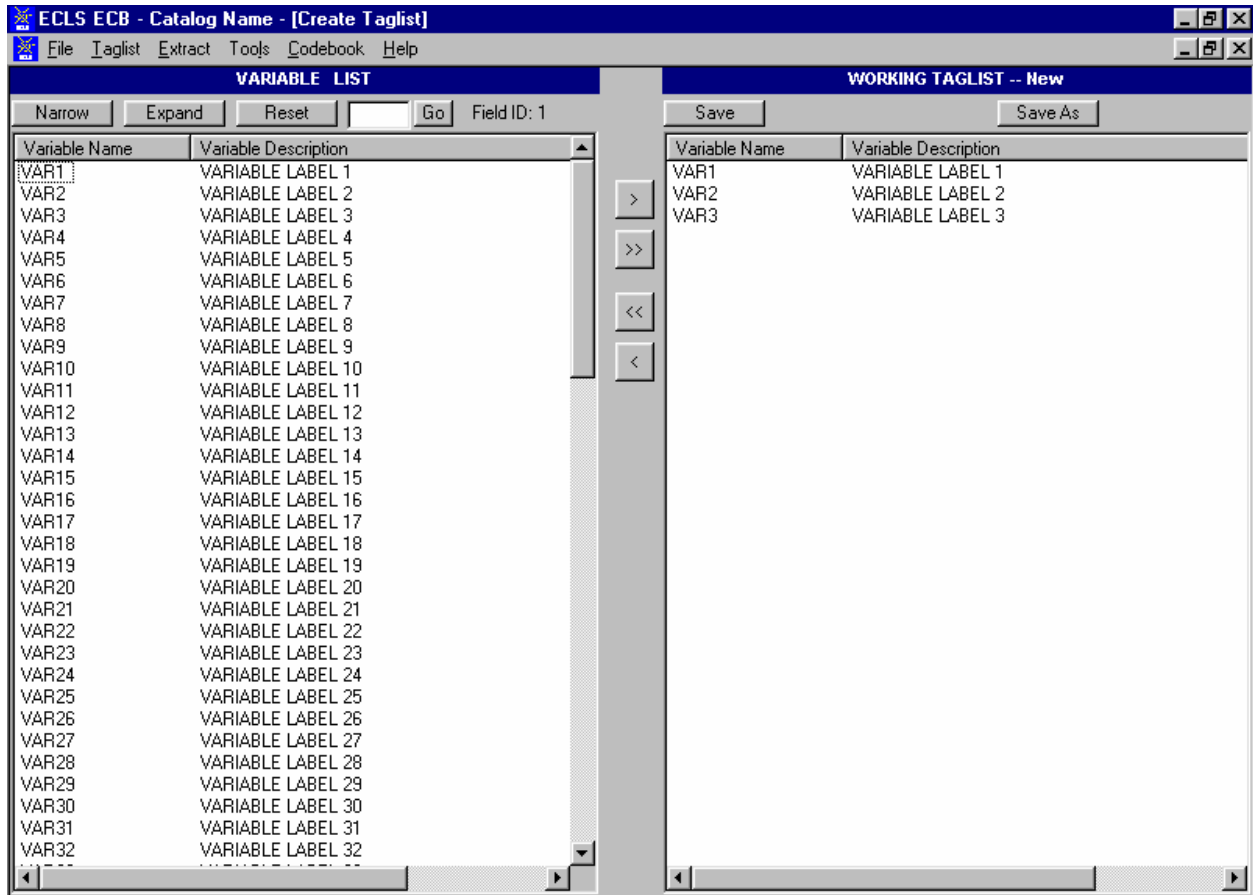 ECLS ECB - Catalog Name - [Create Taglist]
File Taglist Extract Tools Codebook Help
VARIABLE LIST
WORKING TAGLIST -- New
Narrow Expand Reset Go Field ID: 1
Save Save As
Variable Name Variable Description
VAR1 VARIABLE LABEL 1
VAR2 VARIABLE LABEL 2
VAR3 VARIABLE LABEL 3
VAR4 VARIABLE LABEL 4
VAR5 VARIABLE LABEL 5
VAR6 VARIABLE LABEL 6
VAR7 VARIABLE LABEL 7
VAR8 VARIABLE LABEL 8
VAR9 VARIABLE LABEL 9
VAR10 VARIABLE LABEL 10
VAR11 VARIABLE LABEL 11
VAR12 VARIABLE LABEL 12
VAR13 VARIABLE LABEL 13
VAR14 VARIABLE LABEL 14
VAR15 VARIABLE LABEL 15
VAR16 VARIABLE LABEL 16
VAR17 VARIABLE LABEL 17
VAR18 VARIABLE LABEL 18
VAR19 VARIABLE LABEL 19
VAR20 VARIABLE LABEL 20
VAR21 VARIABLE LABEL 21
VAR22 VARIABLE LABEL 22
VAR23 VARIABLE LABEL 23
VAR24 VARIABLE LABEL 24
VAR25 VARIABLE LABEL 25
VAR26 VARIABLE LABEL 26
VAR27 VARIABLE LABEL 27
VAR28 VARIABLE LABEL 28
VAR29 VARIABLE LABEL 29
VAR30 VARIABLE LABEL 30
VAR31 VARIABLE LABEL 31
VAR32 VARIABLE LABEL 32
>
>>
<<
<
Variable Name Variable Description
VAR1 VARIABLE LABEL 1
VAR2 VARIABLE LABEL 2
VAR3 VARIABLE LABEL 3